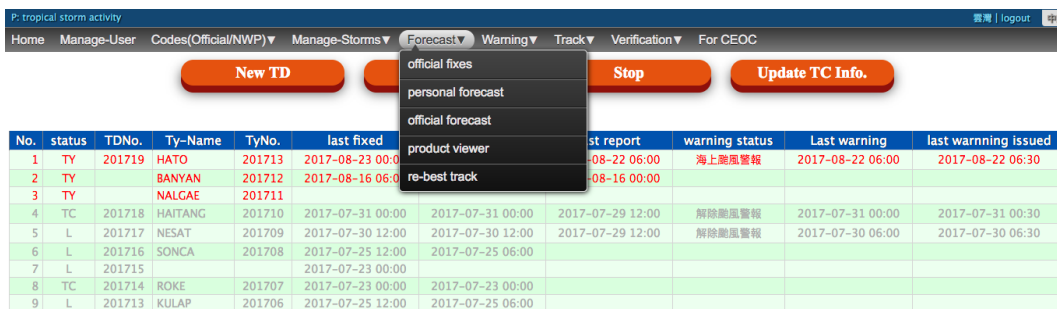 P: tropical storm activity 雲灣 | logout 中
Home Manage-User Codes(Official/NWP)▼ Manage-Storms▼ Forecast▼ Warning▼ Track▼ Verification▼ For CEOC
New TD Stop Update TC Info.
official fixes
personal forecast
official forecast
product viewer
re-best track
No. status TDNo. Ty-Name TyNo. last fixed st report warning status Last warning last warnning issued
1 TY 201719 HATO 201713 2017-08-23 00:0 -08-22 06:00 海上颱風警報 2017-08-22 06:00 2017-08-22 06:30
2 TY BANYAN 201712 2017-08-16 06:0 -08-16 00:00
3 TY NALGAE 201711
4 TC 201718 HAITANG 201710 2017-07-31 00:00 2017-07-31 00:00 2017-07-29 12:00 解除颱風警報 2017-07-31 00:00 2017-07-31 00:30
5 L 201717 NESAT 201709 2017-07-30 12:00 2017-07-30 12:00 2017-07-29 12:00 解除颱風警報 2017-07-30 06:00 2017-07-30 06:30
6 L 201716 SONCA 201708 2017-07-25 12:00 2017-07-25 06:00
7 L 201715 2017-07-23 00:00
8 TC 201714 ROKE 201707 2017-07-23 00:00 2017-07-23 00:00
9 L 201713 KULAP 201706 2017-07-25 12:00 2017-07-25 06:00